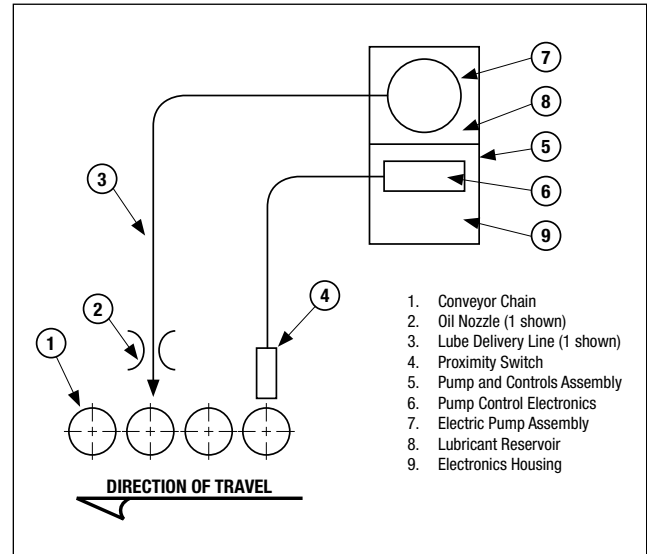 7
8
5
6
9
3
2
4
1
1. Conveyor Chain
2. Oil Nozzle (1 shown)
3. Lube Delivery Line (1 shown)
4. Proximity Switch
5. Pump and Controls Assembly
6. Pump Control Electronics
7. Electric Pump Assembly
8. Lubricant Reservoir
9. Electronics Housing
DIRECTION OF TRAVEL